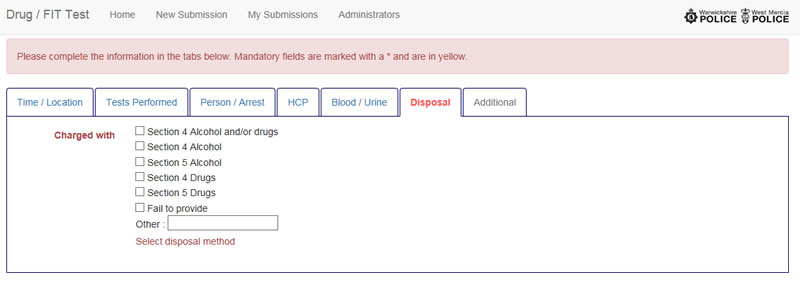 Drug / FIT Test Home New Submission My Submissions Administrators Warwickshire POLICE West Mercia POLICE
Please complete the information in the tabs below. Mandatory fields are marked with a * and are in yellow.
Time / Location Tests Performed Person / Arrest HCP Blood / Urine Disposal Additional
Charged with Section 4 Alcohol and/or drugs
Section 4 Alcohol
Section 5 Alcohol
Section 4 Drugs
Section 5 Drugs
Fail to provide
Other :
Select disposal method